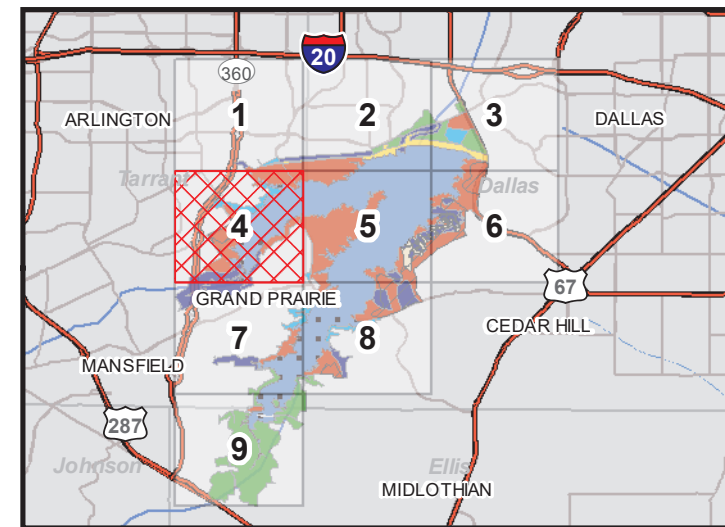 20
360
1
2
3
ARLINGTON
DALLAS
Tarrant
Dallas
4
5
6
GRAND PRAIRIE
67
7
8
CEDAR HILL
MANSFIELD
287
9
Johnson
Ellis
MIDLOTHIAN